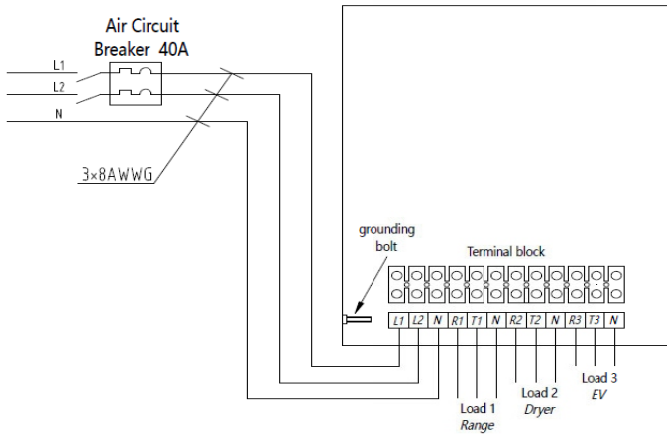 Air Circuit
Breaker 40A
L1
L2
N
3×8AWWG
grounding
bolt
Terminal block
L1 L2 N R1 T1 N R2 T2 N R3 T3 N
Load 1
Range
Load 2
Dryer
Load 3
EV